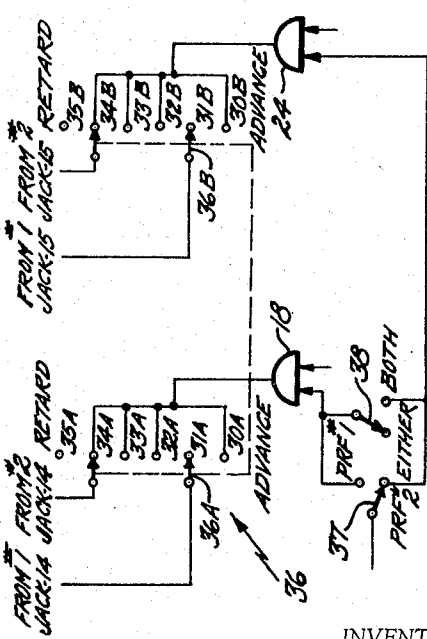 FROM #1 FROM #2
JACK-14 JACK-14 RETARD
35A
34A
33A
32A
31A
30A
36A
ADVANCE
36
18
FROM #1 FROM #2
JACK-15 JACK-15 RETARD
35B
34B
33B
32B
31B
30B
36B
ADVANCE
24
PRF #1
38
37
EITHER
BOTH
PRF #2
INVENT